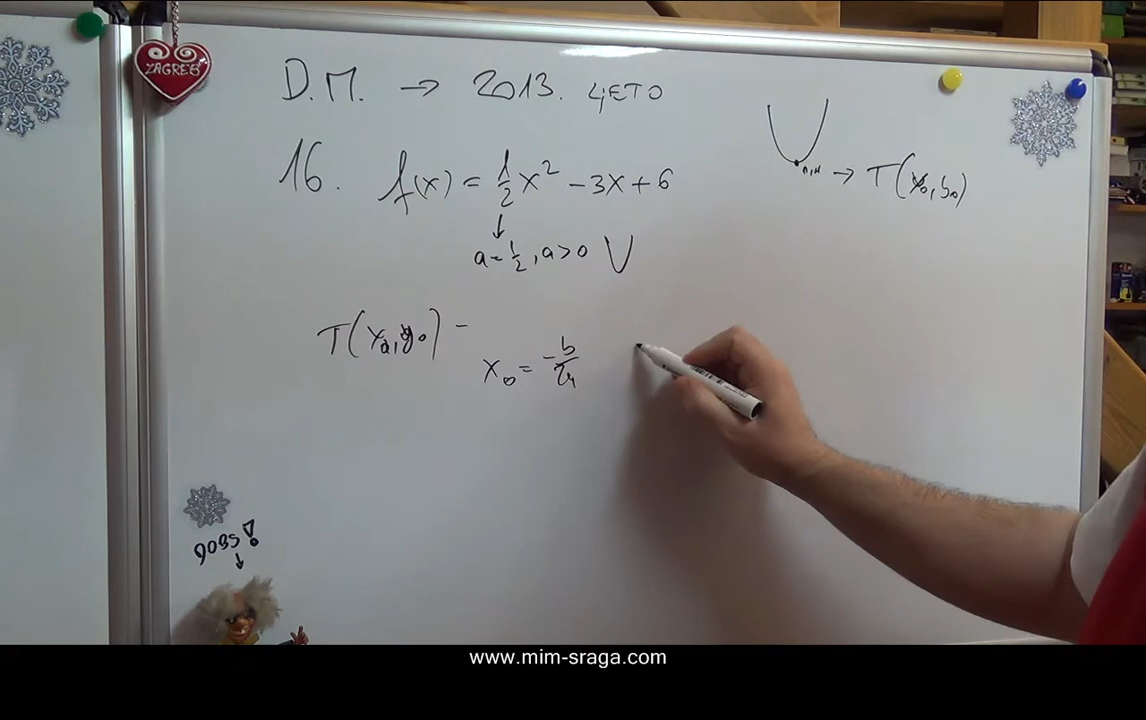 ZAGREB
D.M. → 2013. ЉЕТО
16. f(x) = 1/2 x² - 3x + 6
min → T(x₀, y₀)
↓
a = 1/2, a > 0
T(x₀, y₀) -
x₀ = -b/2a
↓
www.mim-sraga.com